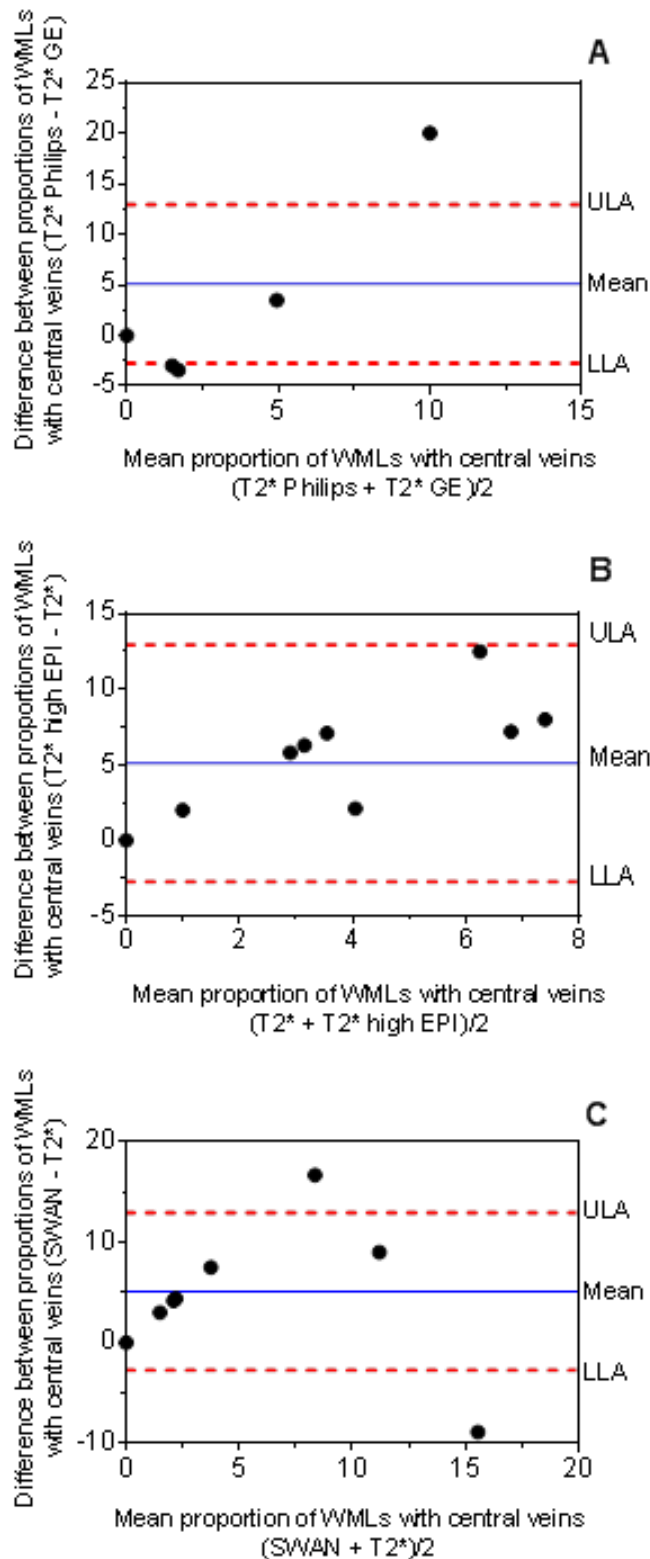 A
Difference between proportions of WMLs
with central veins (T2* Philips - T2* GE)
25
20
15
10
5
0
-5
ULA
Mean
LLA
0
5
10
15
Mean proportion of WMLs with central veins
(T2* Philips + T2* GE)/2
B
Difference between proportions of WMLs
with central veins (T2* high EPI - T2*)
15
10
5
0
-5
ULA
Mean
LLA
0
2
4
6
8
Mean proportion of WMLs with central veins
(T2* + T2* high EPI)/2
C
Difference between proportions of WMLs
with central veins (SWAN - T2*)
20
10
0
-10
ULA
Mean
LLA
0
5
10
15
20
Mean proportion of WMLs with central veins
(SWAN + T2*)/2